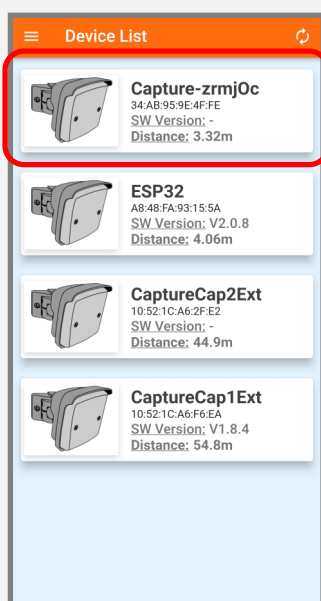 Device List
Capture-zrmjOc
34:AB:95:9E:4F:FE
SW Version: -
Distance: 3.32m
ESP32
A8:48:FA:93:15:5A
SW Version: V2.0.8
Distance: 4.06m
CaptureCap2Ext
10:52:1C:A6:2F:E2
SW Version: -
Distance: 44.9m
CaptureCap1Ext
10:52:1C:A6:F6:EA
SW Version: V1.8.4
Distance: 54.8m